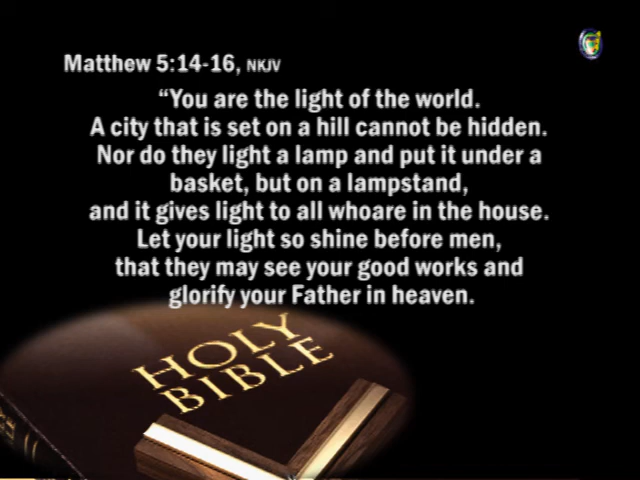 Matthew 5:14-16, NKJV
“You are the light of the world.
A city that is set on a hill cannot be hidden.
Nor do they light a lamp and put it under a
basket, but on a lampstand,
and it gives light to all whoare in the house.
Let your light so shine before men,
that they may see your good works and
glorify your Father in heaven.
HOLY
BIBLE